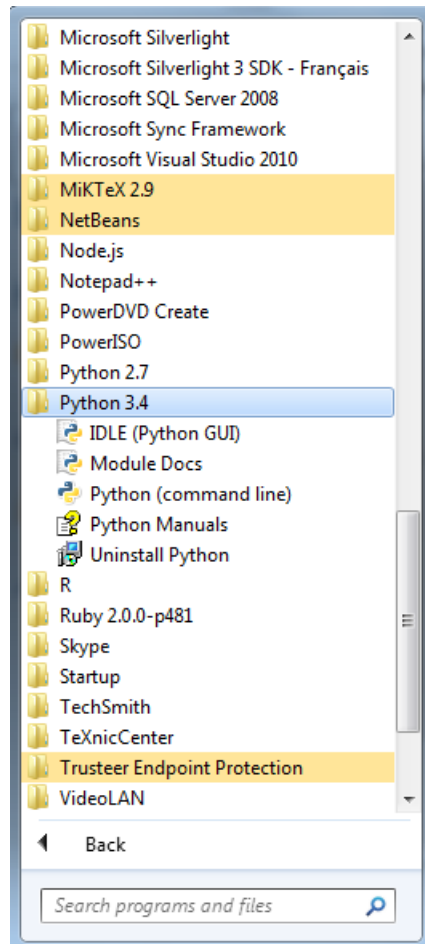 Microsoft Silverlight
Microsoft Silverlight 3 SDK - Français
Microsoft SQL Server 2008
Microsoft Sync Framework
Microsoft Visual Studio 2010
MiKTeX 2.9
NetBeans
Node.js
Notepad++
PowerDVD Create
PowerISO
Python 2.7
Python 3.4
IDLE (Python GUI)
Module Docs
Python (command line)
Python Manuals
Uninstall Python
R
Ruby 2.0.0-p481
Skype
Startup
TechSmith
TeXnicCenter
Trusteer Endpoint Protection
VideoLAN
Back
Search programs and files